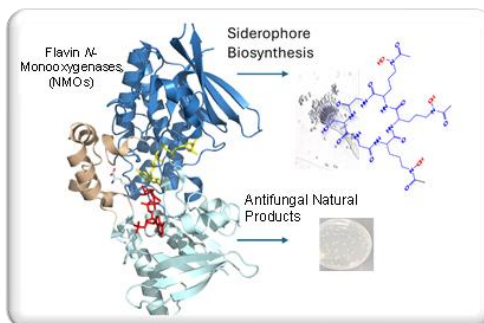 Flavin N-
Monooxygenases,
(NMOs)
Siderophore
Biosynthesis
Antifungal Natural
Products